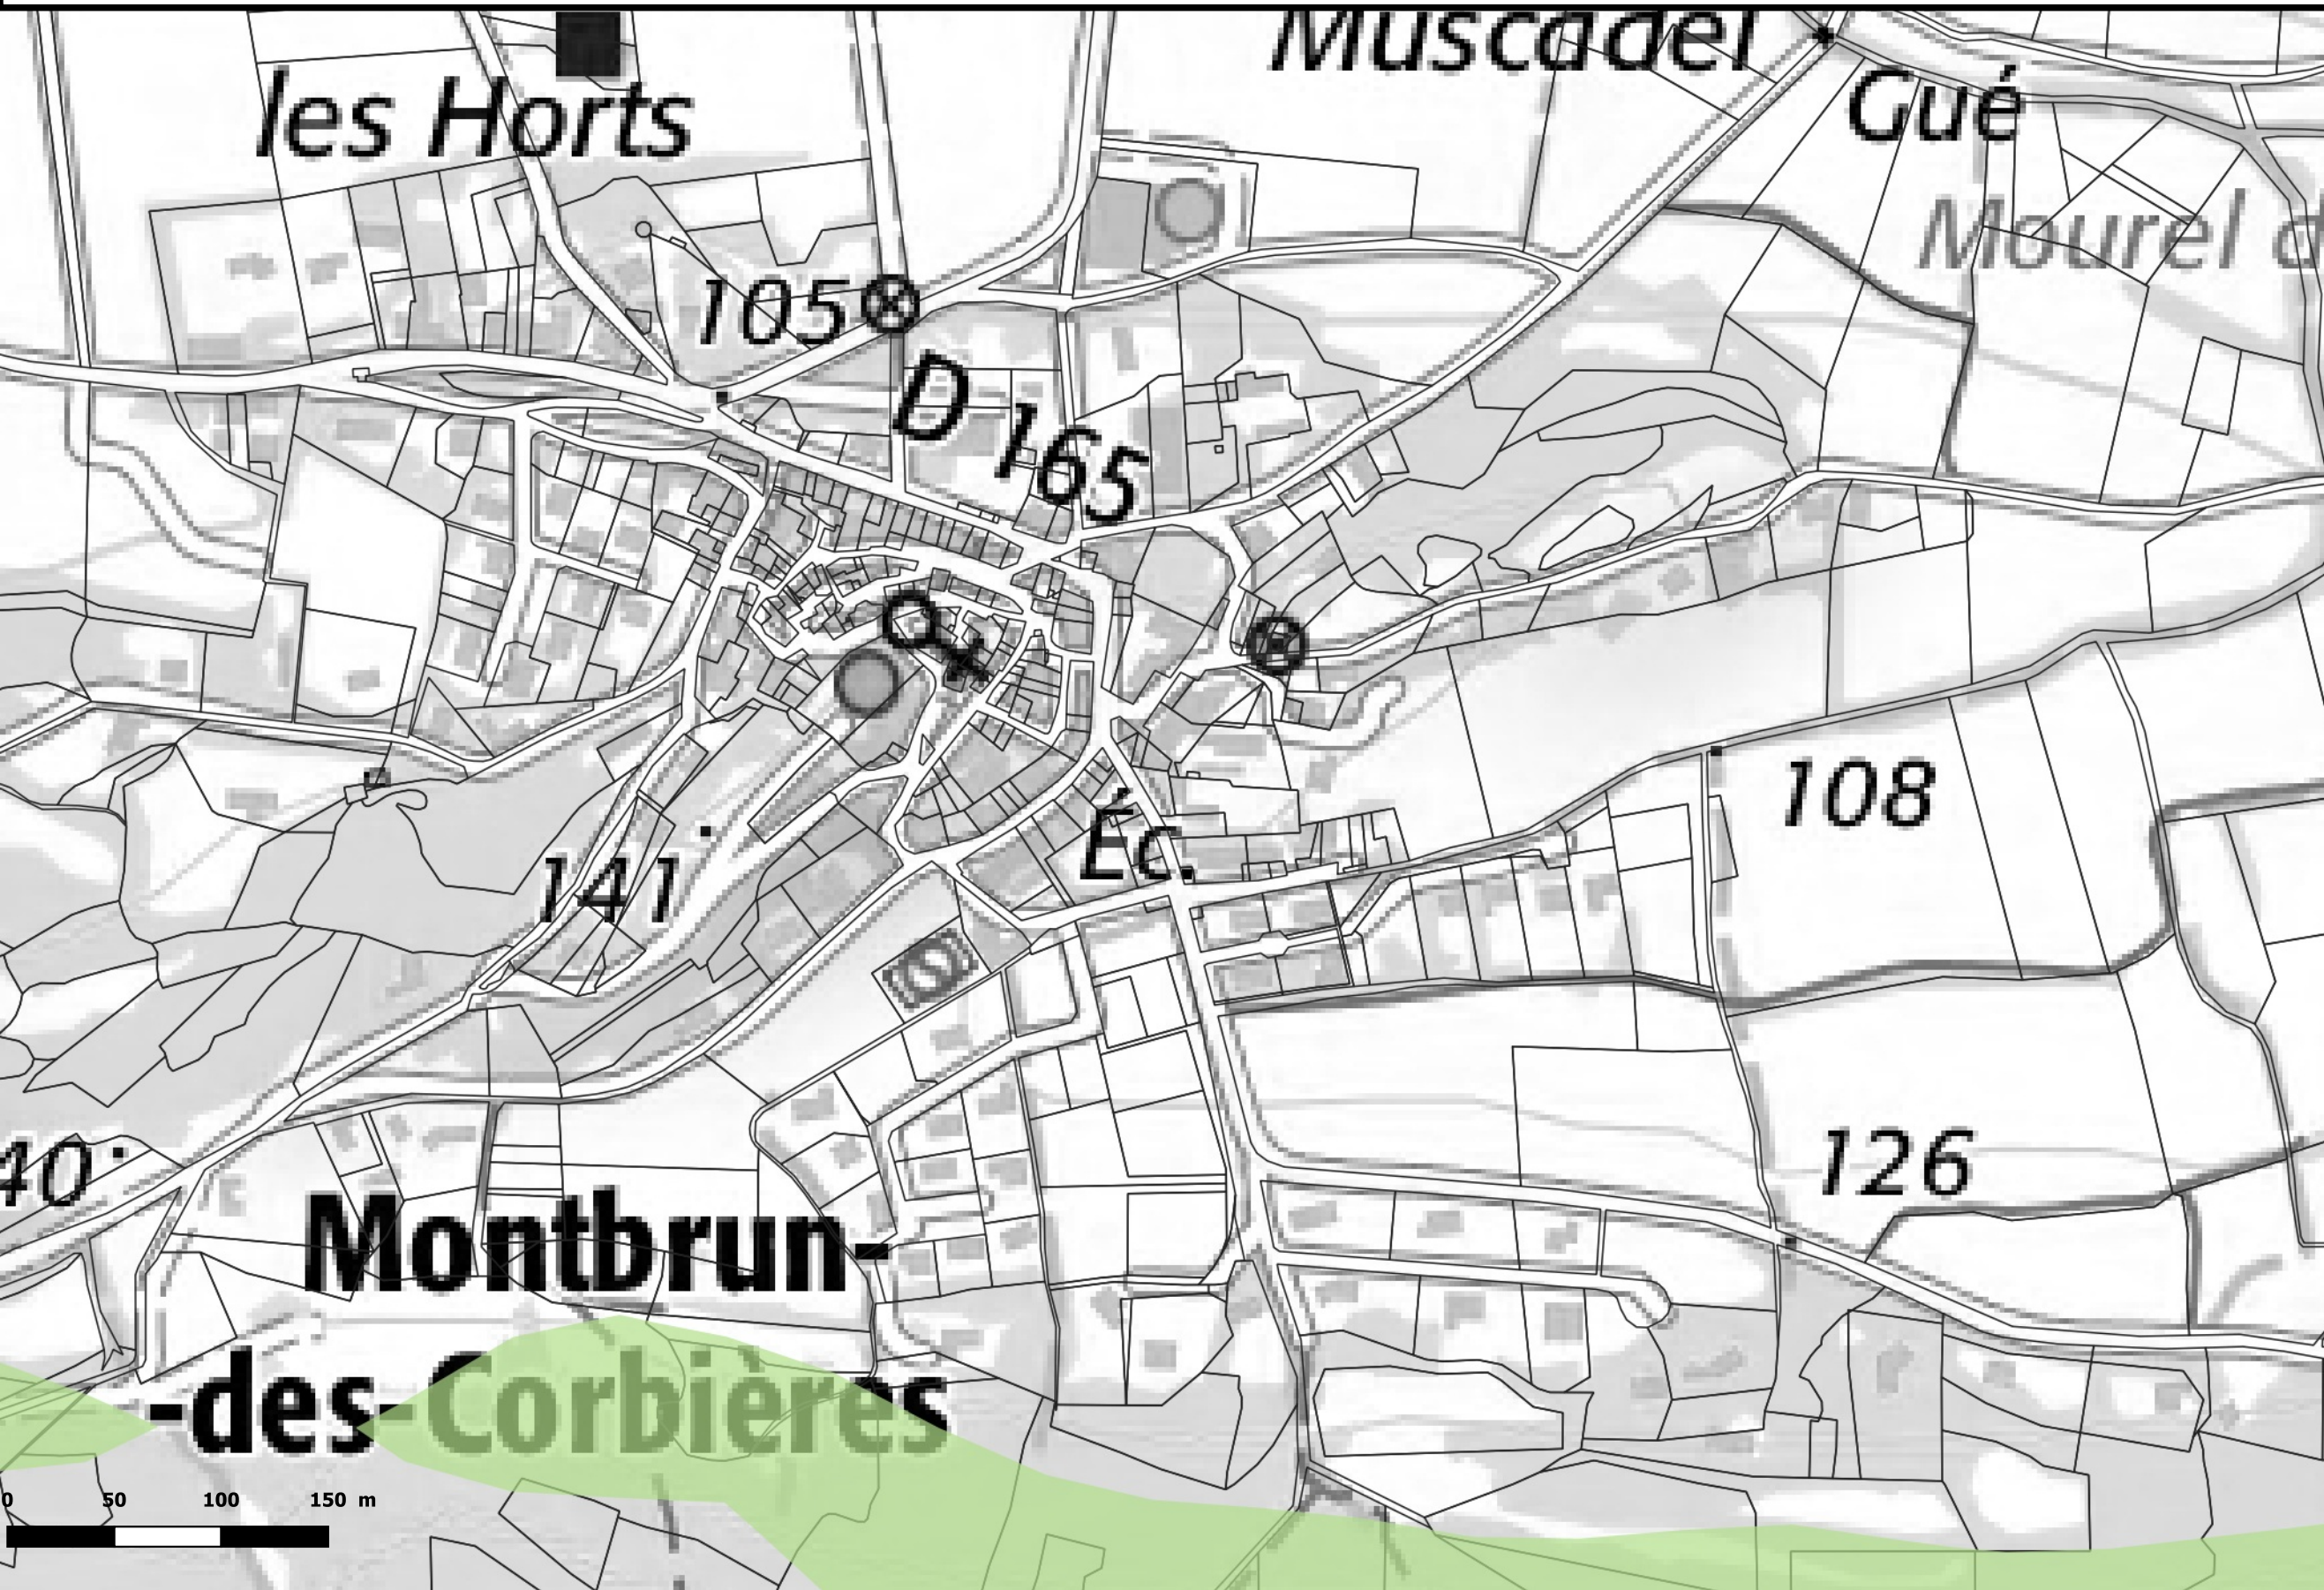 Muscadel
les Horts
Gué
Mourel
105
D 165
108
Éc.
141
126
40
Montbrun-
-des-Corbières
0 50 100 150 m